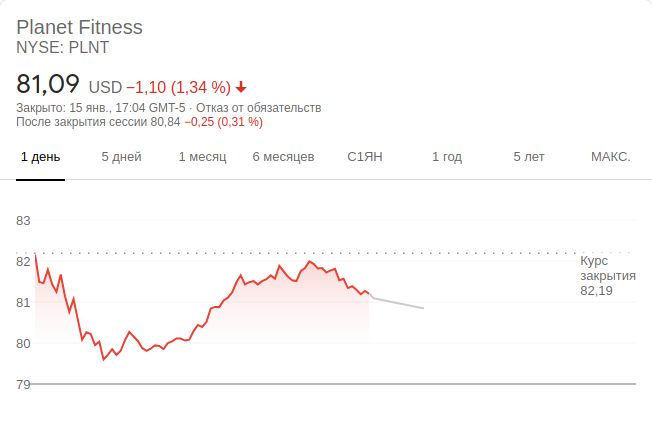 Planet Fitness
NYSE: PLNT
81,09 USD −1,10 (1,34 %)
Закрыто: 15 янв., 17:04 GMT-5 · Отказ от обязательств
После закрытия сессии 80,84 −0,25 (0,31 %)
1 день 5 дней 1 месяц 6 месяцев С1ЯН 1 год 5 лет МАКС.
83
82
81
80
79
Курс
закрытия
82,19